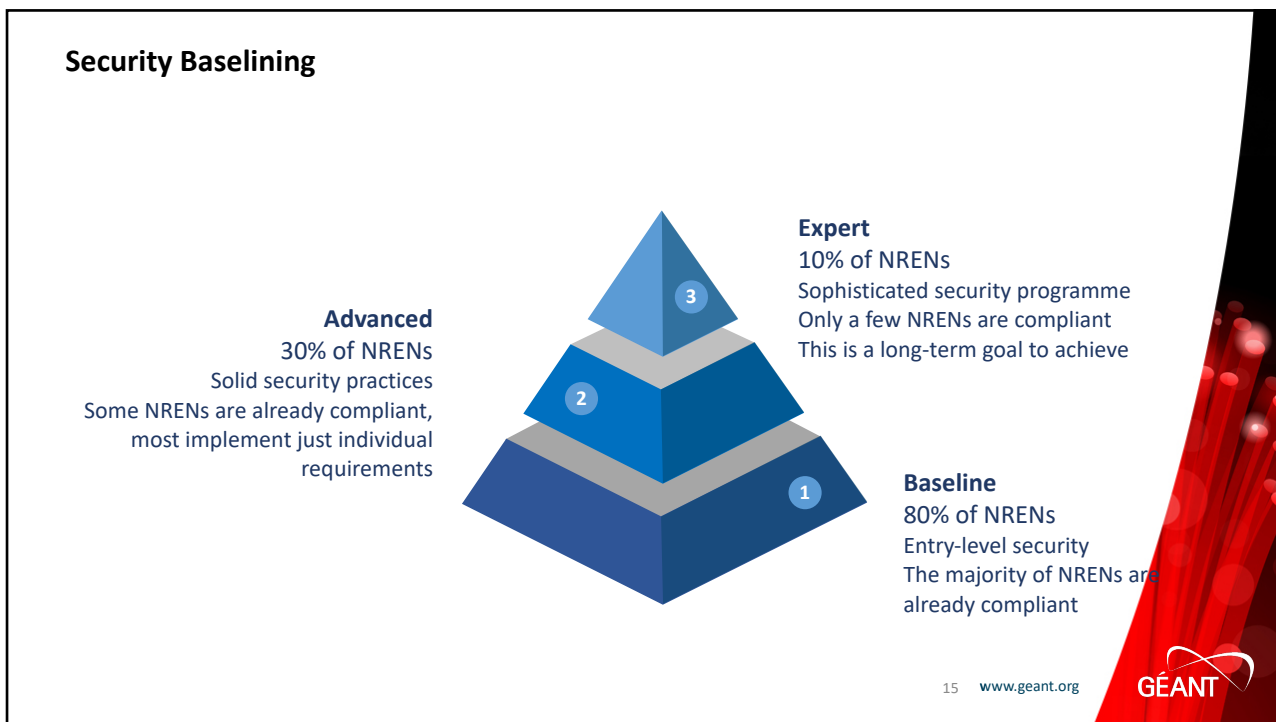 Security Baselining
Expert
10% of NRENs
Sophisticated security programme
Only a few NRENs are compliant
This is a long-term goal to achieve
3
Advanced
30% of NRENs
Solid security practices
Some NRENs are already compliant,
most implement just individual
requirements
2
1
Baseline
80% of NRENs
Entry-level security
The majority of NRENs are
already compliant
15 www.geant.org
GÉANT